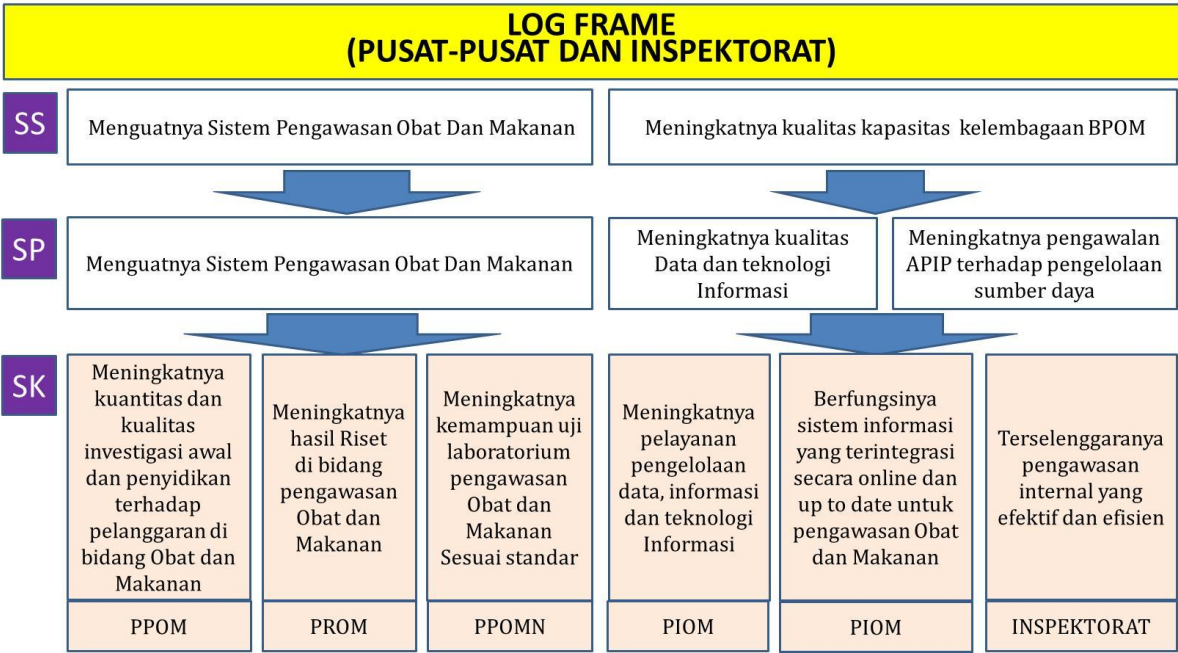 LOG FRAME
(PUSAT-PUSAT DAN INSPEKTORAT)
SS
Menguatnya Sistem Pengawasan Obat Dan Makanan
Meningkatnya kualitas kapasitas kelembagaan BPOM
SP
Menguatnya Sistem Pengawasan Obat Dan Makanan
Meningkatnya kualitas
Data dan teknologi
Informasi
Meningkatnya pengawalan
APIP terhadap pengelolaan
sumber daya
SK
Meningkatnya
kuantitas dan
kualitas
investigasi awal
dan penyidikan
terhadap
pelanggaran di
bidang Obat dan
Makanan
Meningkatnya
hasil Riset
di bidang
pengawasan
Obat dan
Makanan
Meningkatnya
kemampuan uji
laboratorium
pengawasan
Obat dan
Makanan
Sesuai standar
Meningkatnya
pelayanan
pengelolaan
data, informasi
dan teknologi
Informasi
Berfungsinya
sistem informasi
yang terintegrasi
secara online dan
up to date untuk
pengawasan Obat
dan Makanan
Terselenggaranya
pengawasan
internal yang
efektif dan efisien
PPOM
PROM
PPOMN
PIOM
PIOM
INSPEKTORAT